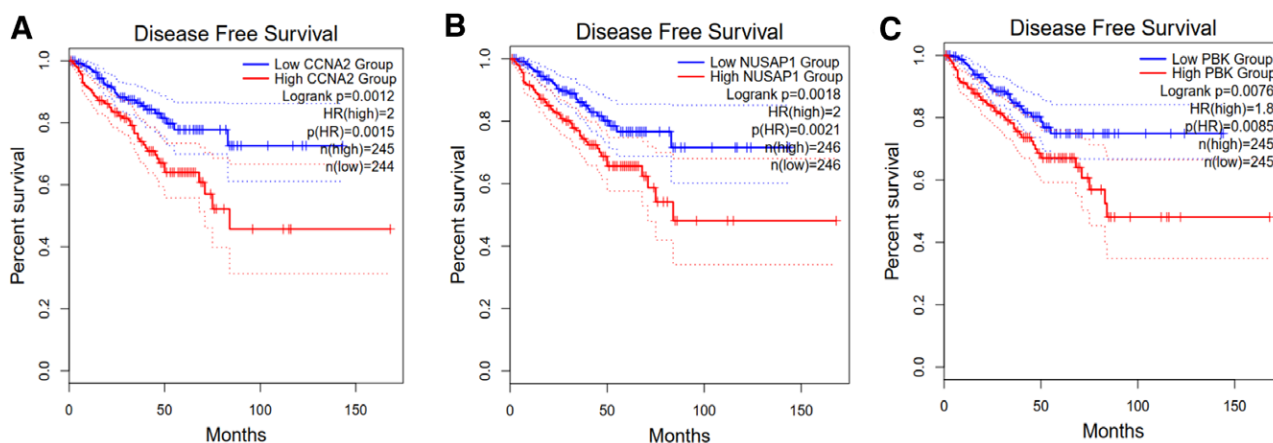 A
Disease Free Survival
Low CCNA2 Group
High CCNA2 Group
Logrank p=0.0012
HR(high)=2
p(HR)=0.0015
n(high)=245
n(low)=244
Percent survival
0.0
0.2
0.4
0.6
0.8
1.0
0
50
100
150
Months
B
Disease Free Survival
Low NUSAP1 Group
High NUSAP1 Group
Logrank p=0.0018
HR(high)=2
p(HR)=0.0021
n(high)=246
n(low)=246
Percent survival
0.0
0.2
0.4
0.6
0.8
1.0
0
50
100
150
Months
C
Disease Free Survival
Low PBK Group
High PBK Group
Logrank p=0.0076
HR(high)=1.8
p(HR)=0.0085
n(high)=245
n(low)=245
Percent survival
0.0
0.2
0.4
0.6
0.8
1.0
0
50
100
150
Months